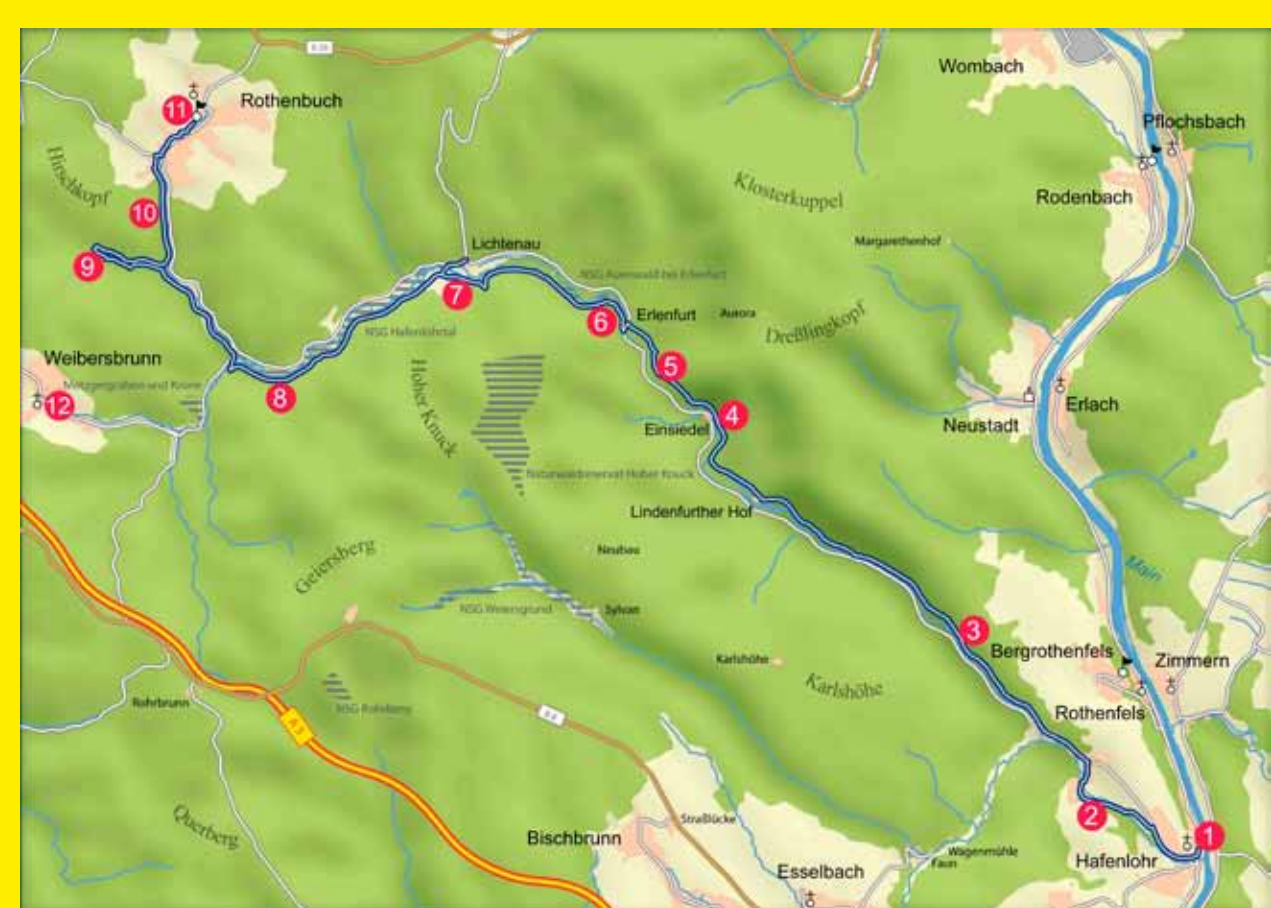 Wombach
Pflochsbach
11
Rothenbuch
Hirschkopf
Klosterkuppel
Rodenbach
10
Margarethenhof
Lichtenau
9
NSG Auenwald bei Erlenfurt
7
6
Erlenfurt
Aurora
Dreßlingkopf
NSG Hafenlohrtal
Weibersbrunn
Metzgergraben und Krone
5
Hoher Knuck
8
12
4
Erlach
Einsiedel
Neustadt
Naturwaldreservat Hoher Knuck
Lindenfurther Hof
Geiersberg
Neubau
Main
NSG Weihersgrund
Sylvan
3
Bergrothenfels
Zimmern
Karlshöhe
Karlshöhe
Rohrbrunn
NSG Rohrberg
A3
B 8
Rothenfels
Querberg
Straßlücke
2
1
Bischbrunn
Wagenmühle
Hafenlohr
Faun
Esselbach